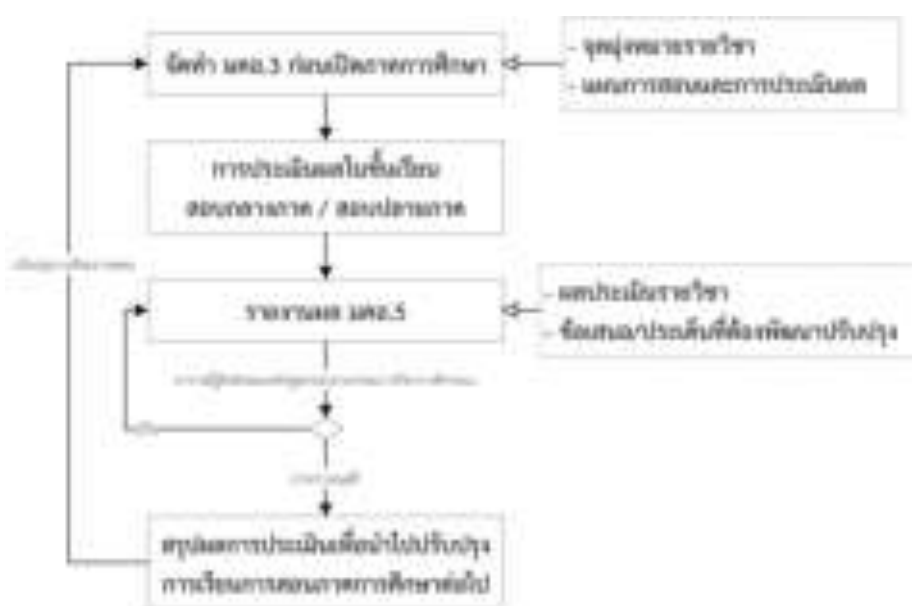 จัดทำ มคอ.3 ก่อนเปิดภาคการศึกษา
- จุดมุ่งหมายรายวิชา
- แผนการสอนและการประเมินผล
การประเมินผลในชั้นเรียน
สอบกลางภาค / สอบปลายภาค
รายงานผล มคอ.5
- ผลประเมินรายวิชา
- ข้อเสนอ/ประเด็นที่ต้องพัฒนาปรับปรุง
สรุปผลการประเมินเพื่อนำไปปรับปรุง
การเรียนการสอนภาคการศึกษาต่อไป